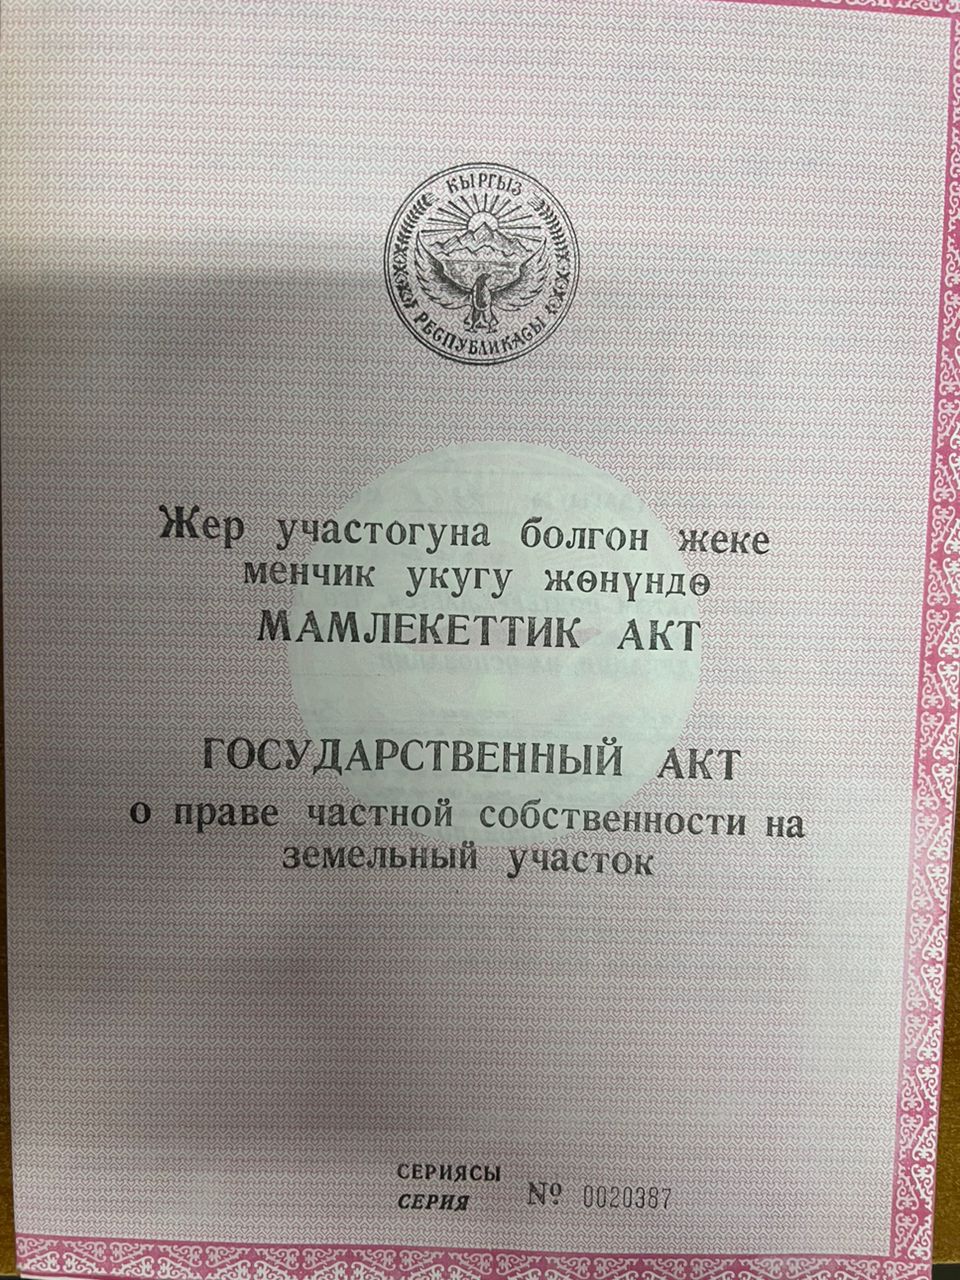 КЫРГЫЗ
РЕСПУБЛИКАСЫ
Жер участогуна болгон жеке
менчик укугу жөнүндө
МАМЛЕКЕТТИК АКТ
ГОСУДАРСТВЕННЫЙ АКТ
о праве частной собственности на
земельный участок
СЕРИЯСЫ
СЕРИЯ № 0020387